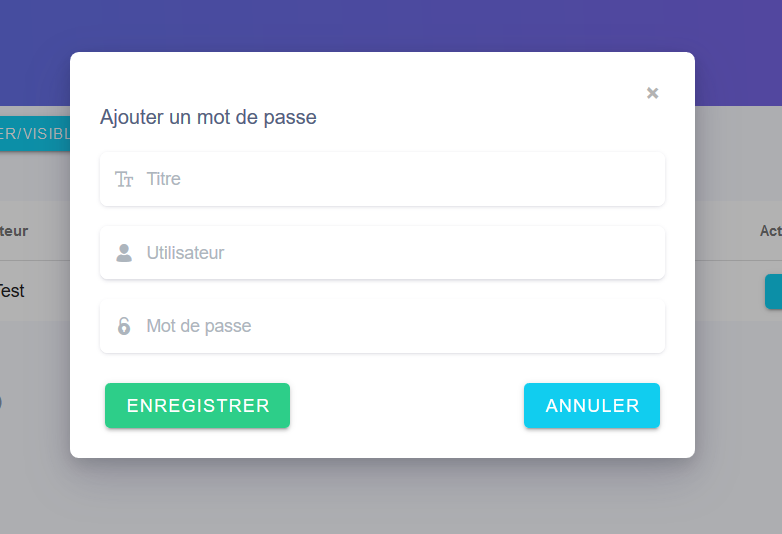 Ajouter un mot de passe
ER/VISIBL
Titre
teur
Act
Utilisateur
Test
Mot de passe
ENREGISTRER
ANNULER